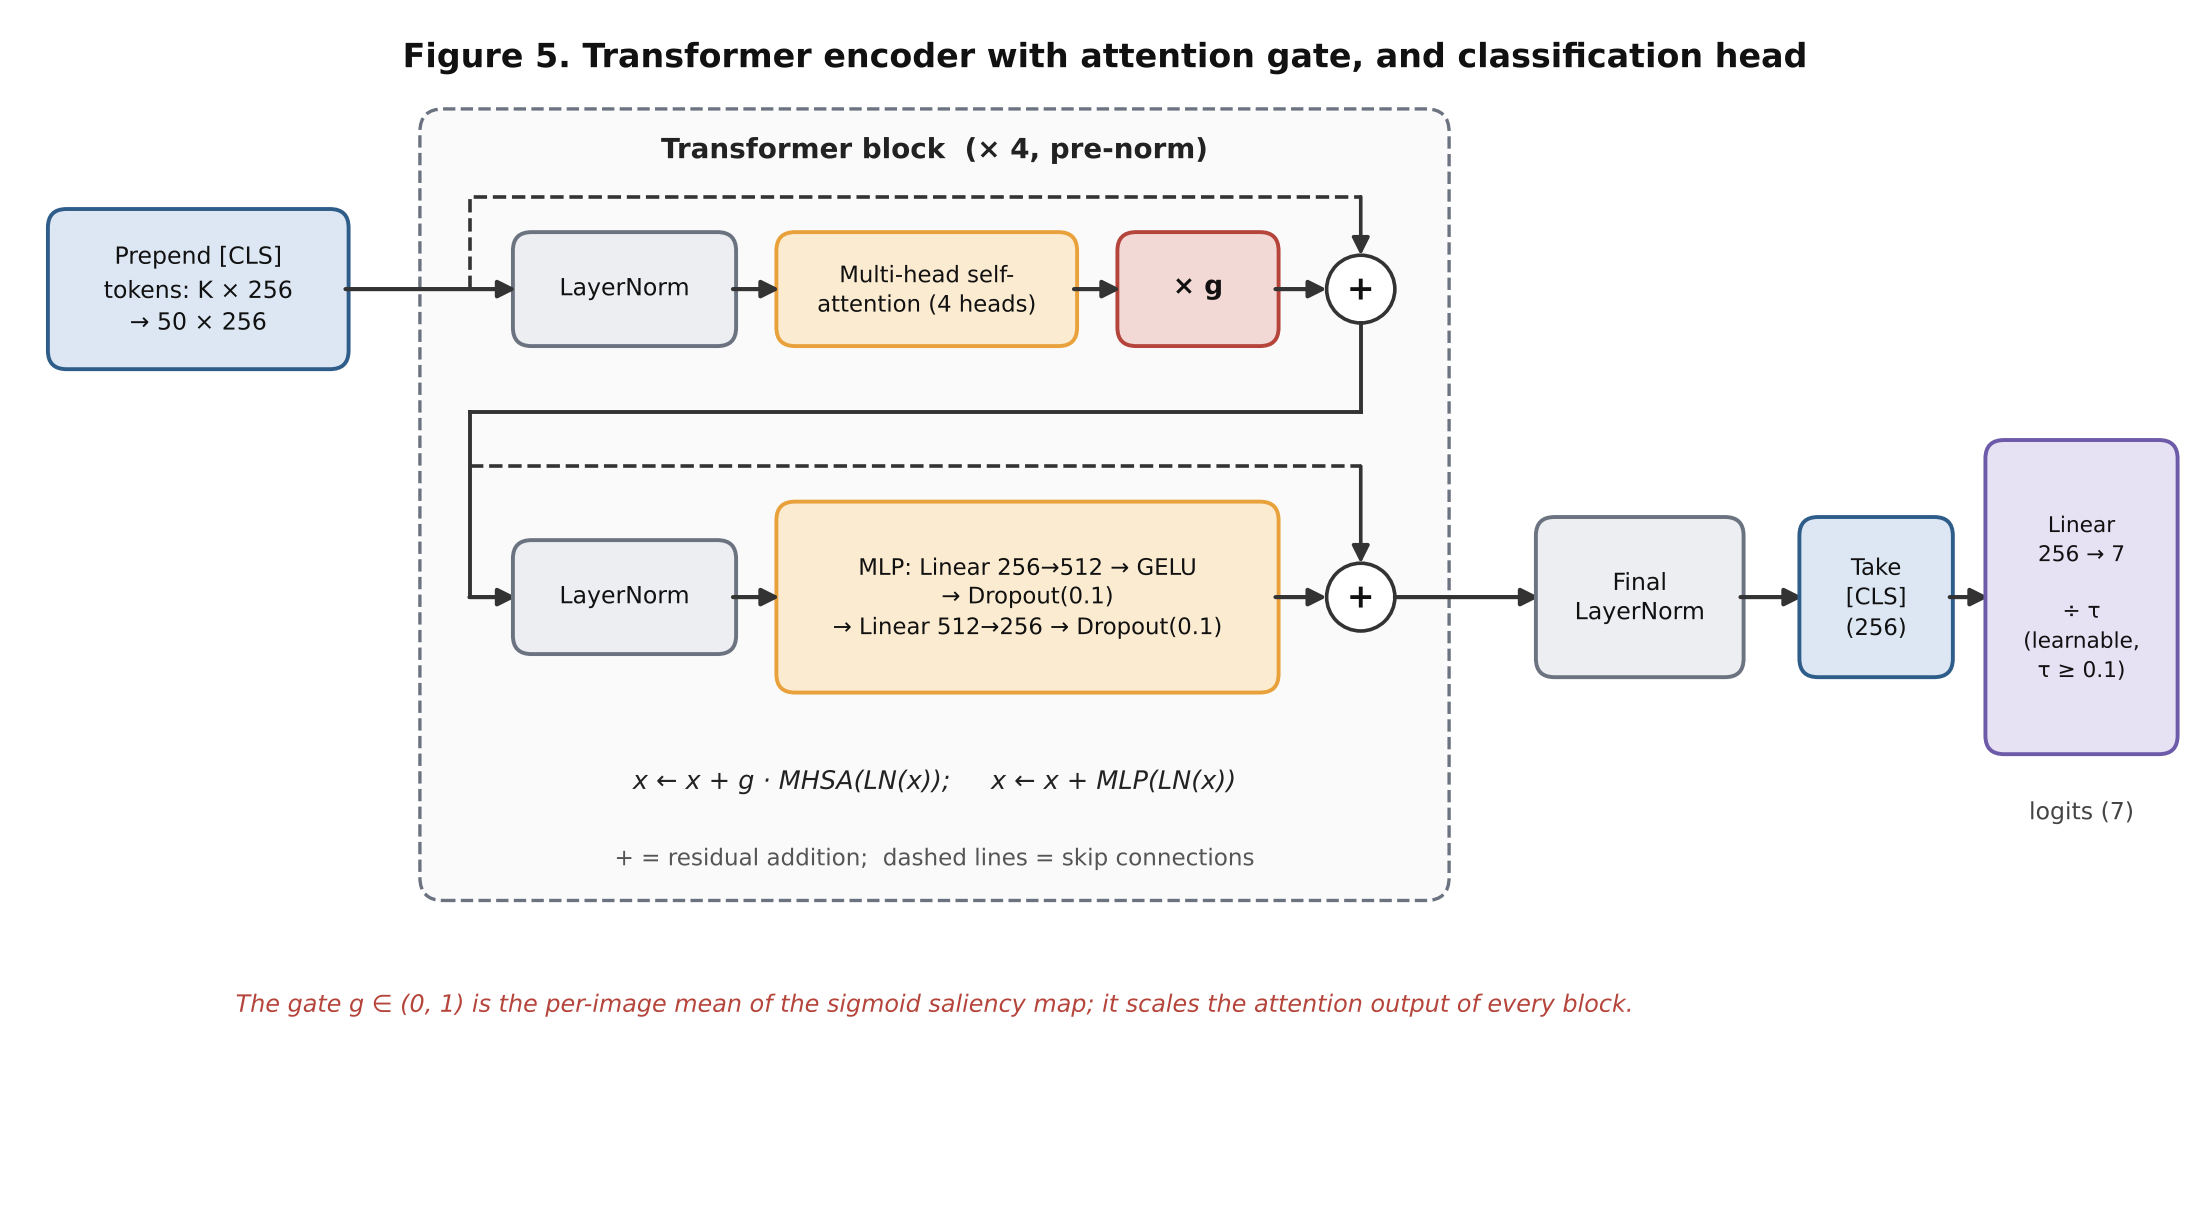 Figure 5. Transformer encoder with attention gate, and classification head
Transformer block (× 4, pre-norm)
Prepend [CLS]
tokens: K × 256
→ 50 × 256
LayerNorm
Multi-head self-
attention (4 heads)
× g
+
LayerNorm
MLP: Linear 256→512 → GELU
→ Dropout(0.1)
→ Linear 512→256 → Dropout(0.1)
+
Final
LayerNorm
Take
[CLS]
(256)
Linear
256 → 7
÷ τ
(learnable,
τ ≥ 0.1)
logits (7)
x ← x + g · MHSA(LN(x)); x ← x + MLP(LN(x))
+ = residual addition; dashed lines = skip connections
The gate g ∈ (0, 1) is the per-image mean of the sigmoid saliency map; it scales the attention output of every block.